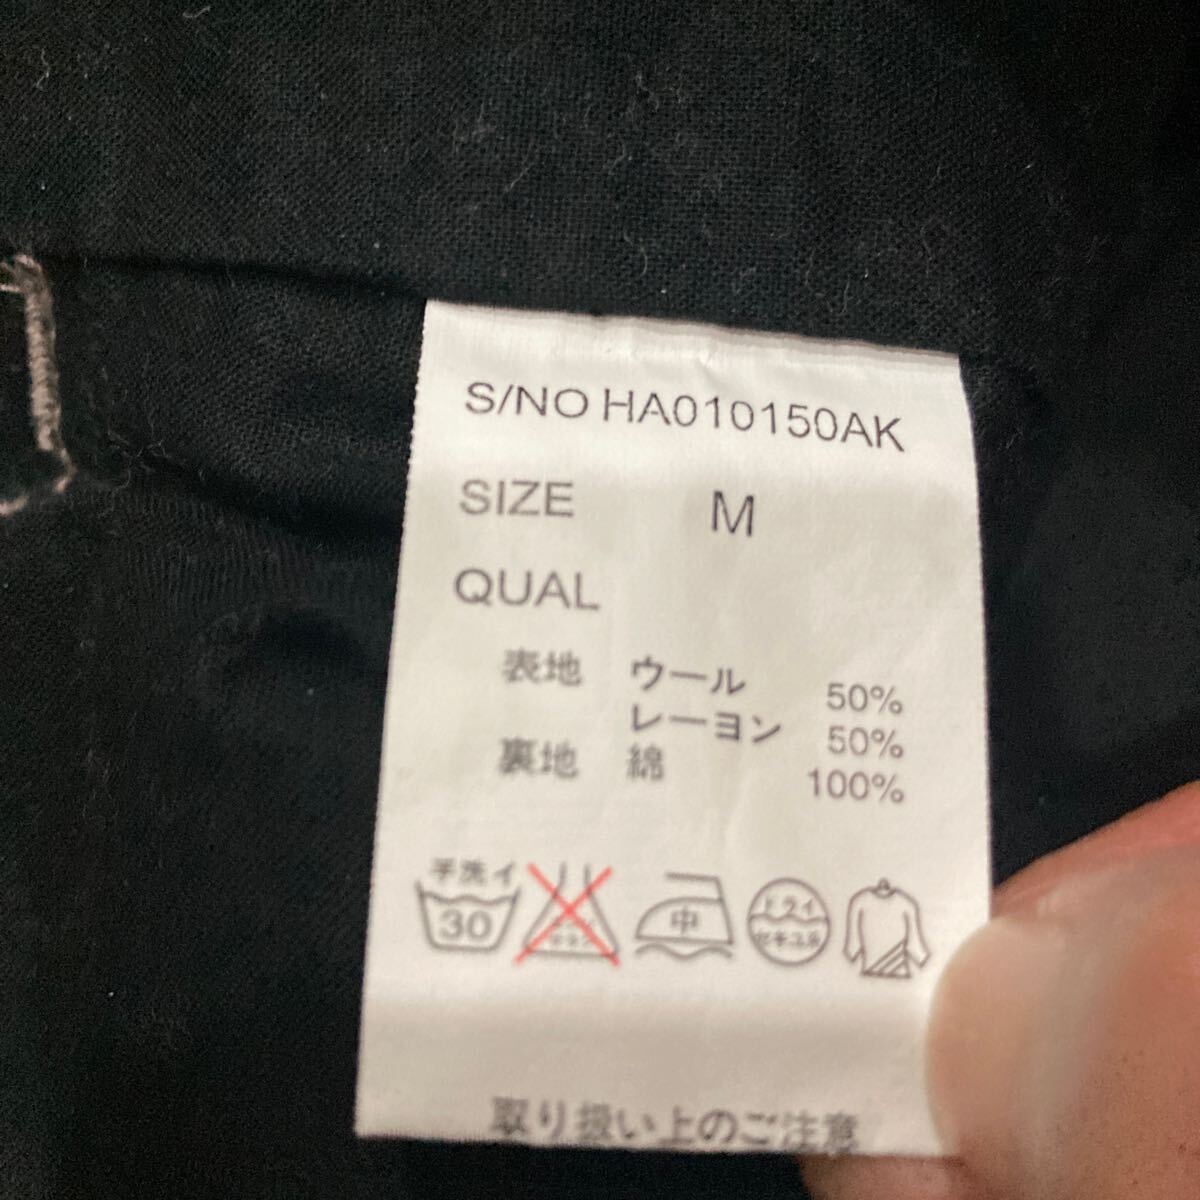 S/NO HA010150AK
SIZE M
QUAL
表地 ウール 50%
レーヨン 50%
裏地 綿 100%
手洗イ
30
中
ドライ
セキユ系
取り扱い上のご注意